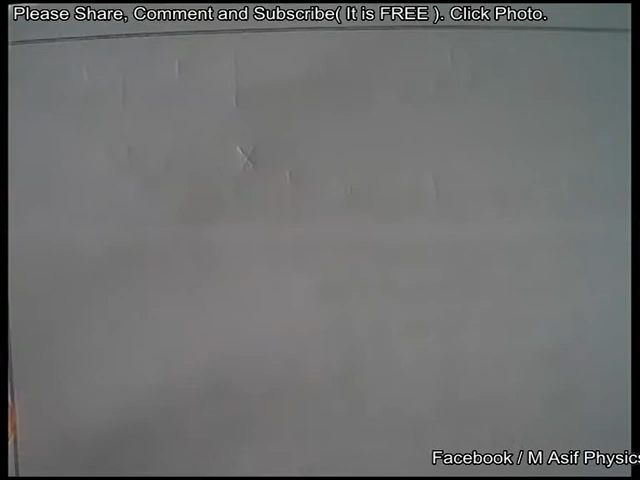 Please Share, Comment and Subscribe( It is FREE ). Click Photo.
Facebook / M Asif Physics